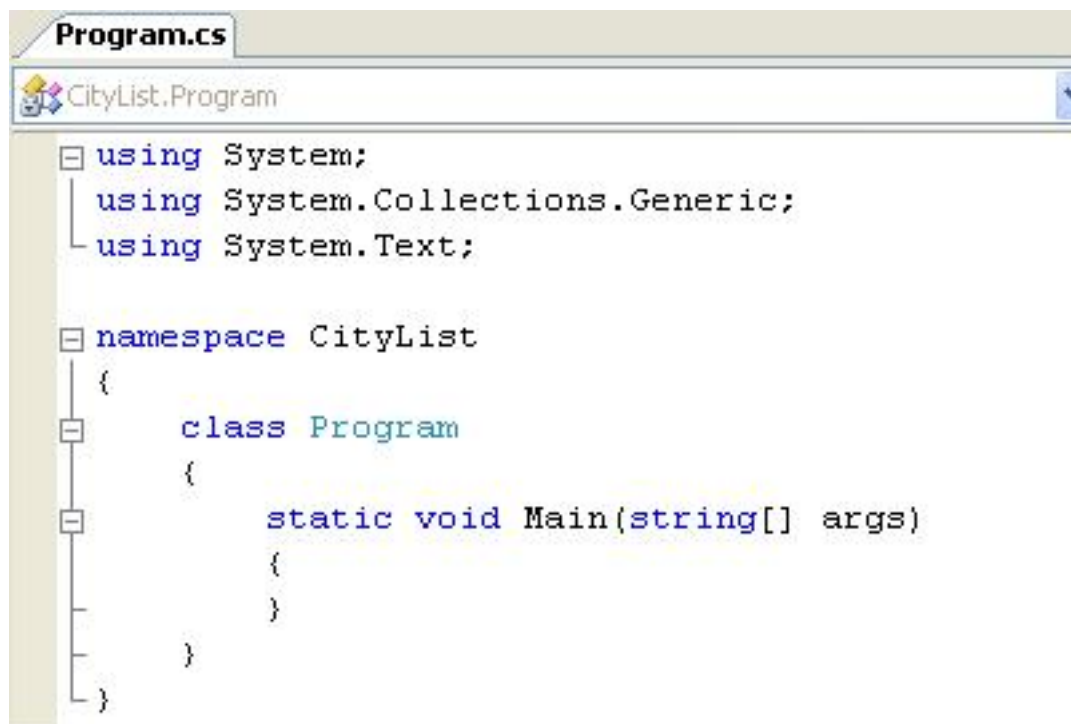 Program.cs
CityList.Program
using System;
using System.Collections.Generic;
using System.Text;
namespace CityList
{
class Program
{
static void Main(string[] args)
{
}
}
}